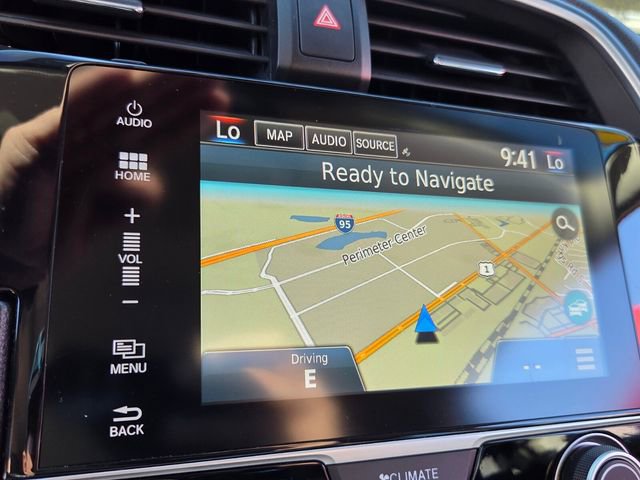 AUDIO
HOME
+
VOL
−
MENU
BACK
Lo MAP AUDIO SOURCE 9:41 Lo
Ready to Navigate
INTERSTATE
95
Perimeter Center
1
Driving
E
--
CLIMATE